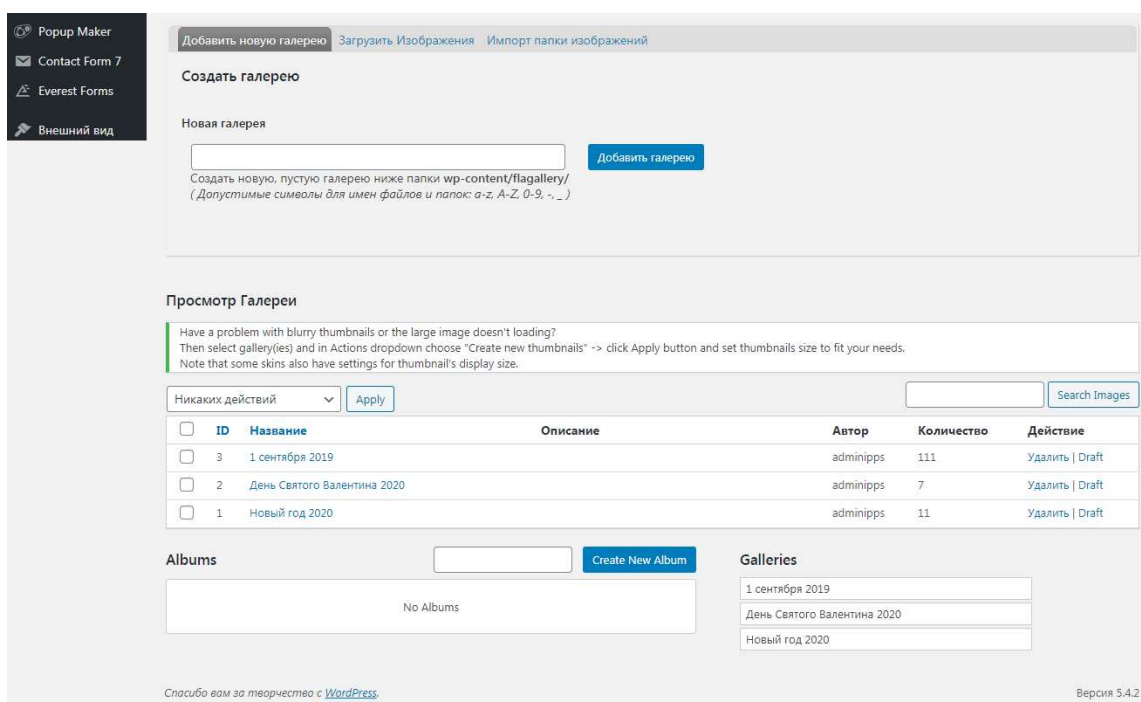 Popup Maker
Contact Form 7
Everest Forms
Внешний вид
Добавить новую галерею Загрузить Изображения Импорт папки изображений
Создать галерею
Новая галерея
Добавить галерею
Создать новую, пустую галерею ниже папки wp-content/flagallery/
( Допустимые символы для имен файлов и папок: a-z, A-Z, 0-9, -, _ )
Просмотр Галереи
Have a problem with blurry thumbnails or the large image doesn't loading?
Then select gallery(ies) and in Actions dropdown choose "Create new thumbnails" -> click Apply button and set thumbnails size to fit your needs.
Note that some skins also have settings for thumbnail's display size.
Никаких действий Apply Search Images
ID Название Описание Автор Количество Действие
3 1 сентября 2019 adminipps 111 Удалить | Draft
2 День Святого Валентина 2020 adminipps 7 Удалить | Draft
1 Новый год 2020 adminipps 11 Удалить | Draft
Albums Create New Album Galleries
No Albums
1 сентября 2019
День Святого Валентина 2020
Новый год 2020
Спасибо вам за творчество с WordPress. Версия 5.4.2